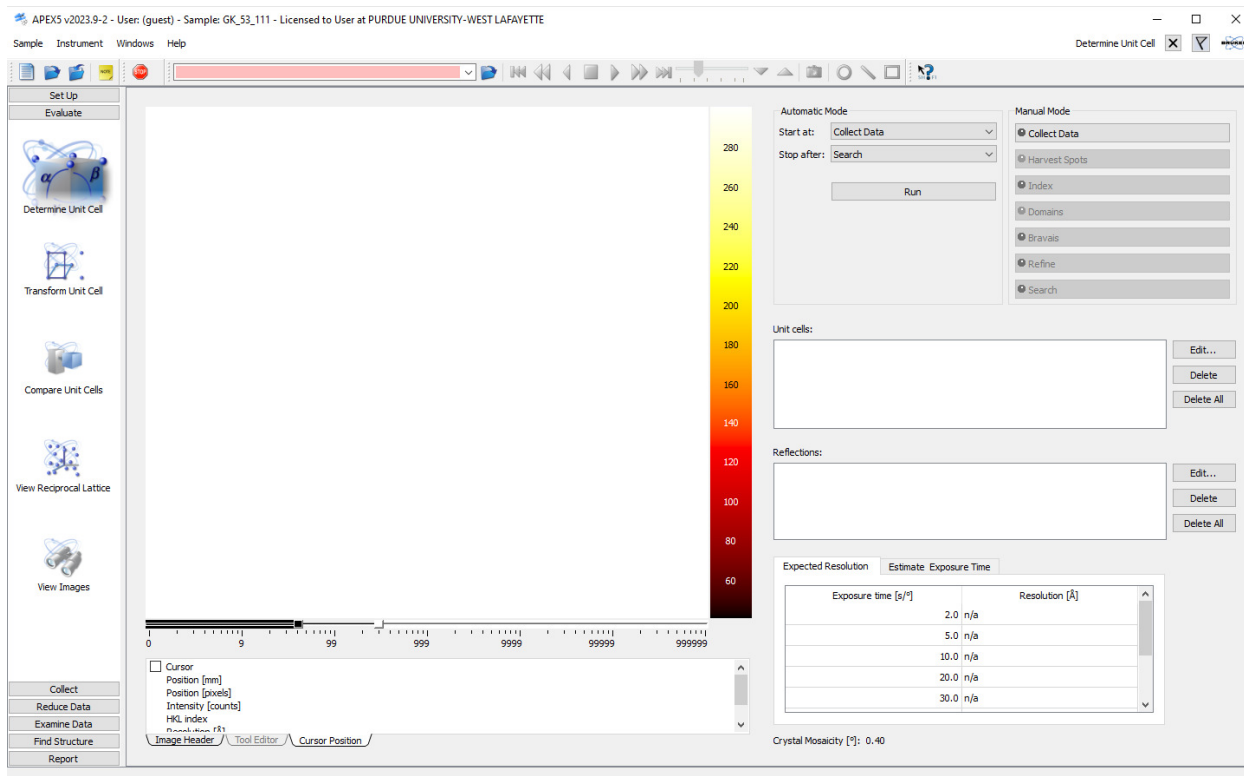 APEX5 v2023.9-2 - User: (guest) - Sample: GK_53_111 - Licensed to User at PURDUE UNIVERSITY-WEST LAFAYETTE
Sample Instrument Windows Help
Determine Unit Cell
BRUKER
NOTE
STOP
Set Up
Evaluate
α β
Determine Unit Cell
Transform Unit Cell
Compare Unit Cells
View Reciprocal Lattice
View Images
Collect
Reduce Data
Examine Data
Find Structure
Report
280
260
240
220
200
180
160
140
120
100
80
60
0 9 99 999 9999 99999 999999
Cursor
Position [mm]
Position [pixels]
Intensity [counts]
HKL index
Resolution [Å]
Image Header Tool Editor Cursor Position
Automatic Mode
Start at: Collect Data
Stop after: Search
Run
Manual Mode
Collect Data
Harvest Spots
Index
Domains
Bravais
Refine
Search
Unit cells:
Edit...
Delete
Delete All
Reflections:
Edit...
Delete
Delete All
Expected Resolution Estimate Exposure Time
Exposure time [s/°] Resolution [Å]
2.0 n/a
5.0 n/a
10.0 n/a
20.0 n/a
30.0 n/a
Crystal Mosaicity [°]: 0.40